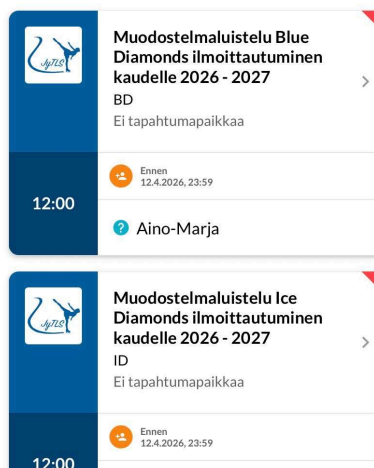 JyTLS
Muodostelmaluistelu Blue
Diamonds ilmoittautuminen
kaudelle 2026 - 2027
BD
Ei tapahtumapaikkaa
12:00
Ennen
12.4.2026, 23:59
? Aino-Marja
JyTLS
Muodostelmaluistelu Ice
Diamonds ilmoittautuminen
kaudelle 2026 - 2027
ID
Ei tapahtumapaikkaa
Ennen
12.4.2026, 23:59
12:00